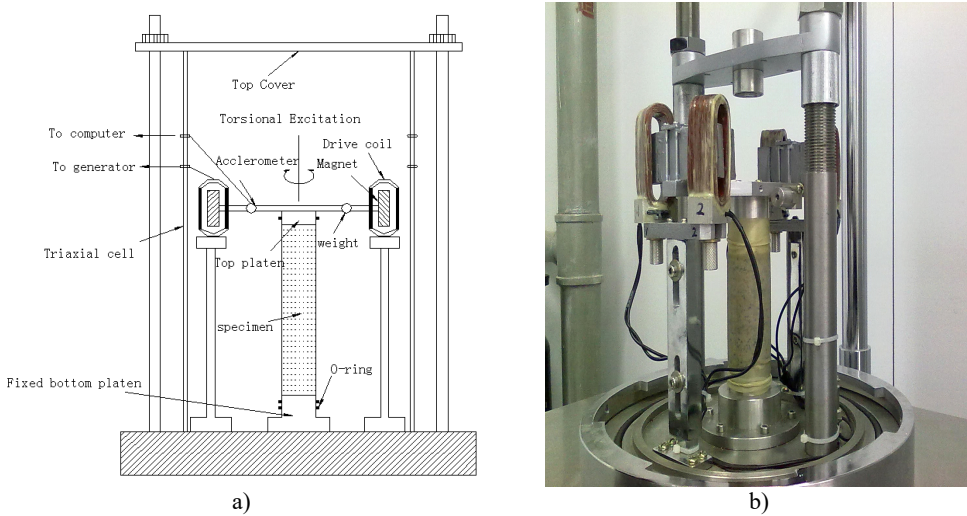 Top Cover
To computer
Torsional Excitation
Drive coil
To generator
Acclerometer
Magnet
Triaxial cell
Top platen
weight
specimen
Fixed bottom platen
O-ring
2
2
a)
b)